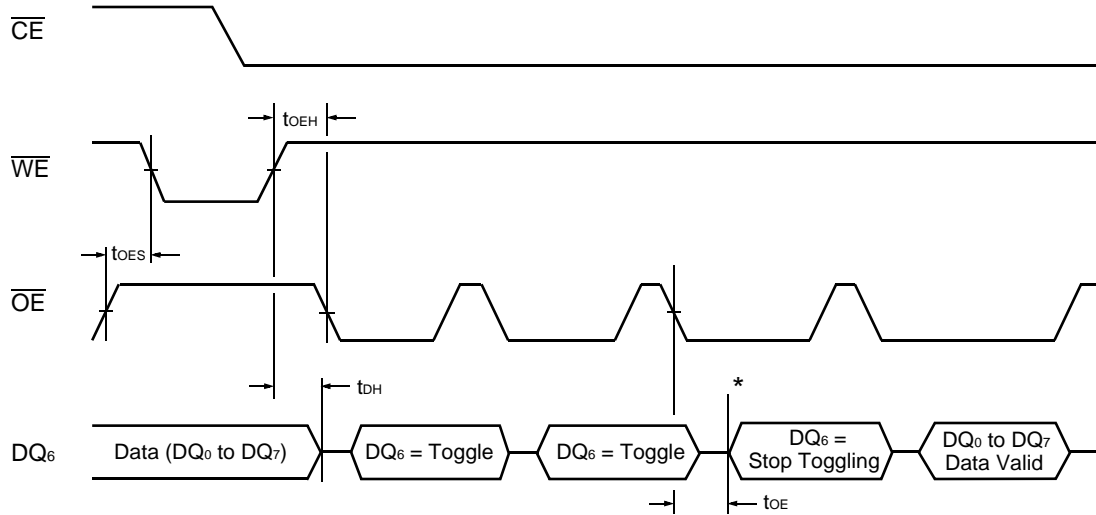 CE
tOEH
WE
tOES
OE
tDH
*
DQ6
Data (DQ0 to DQ7)
DQ6 = Toggle
DQ6 = Toggle
DQ6 =
Stop Toggling
DQ0 to DQ7
Data Valid
tOE